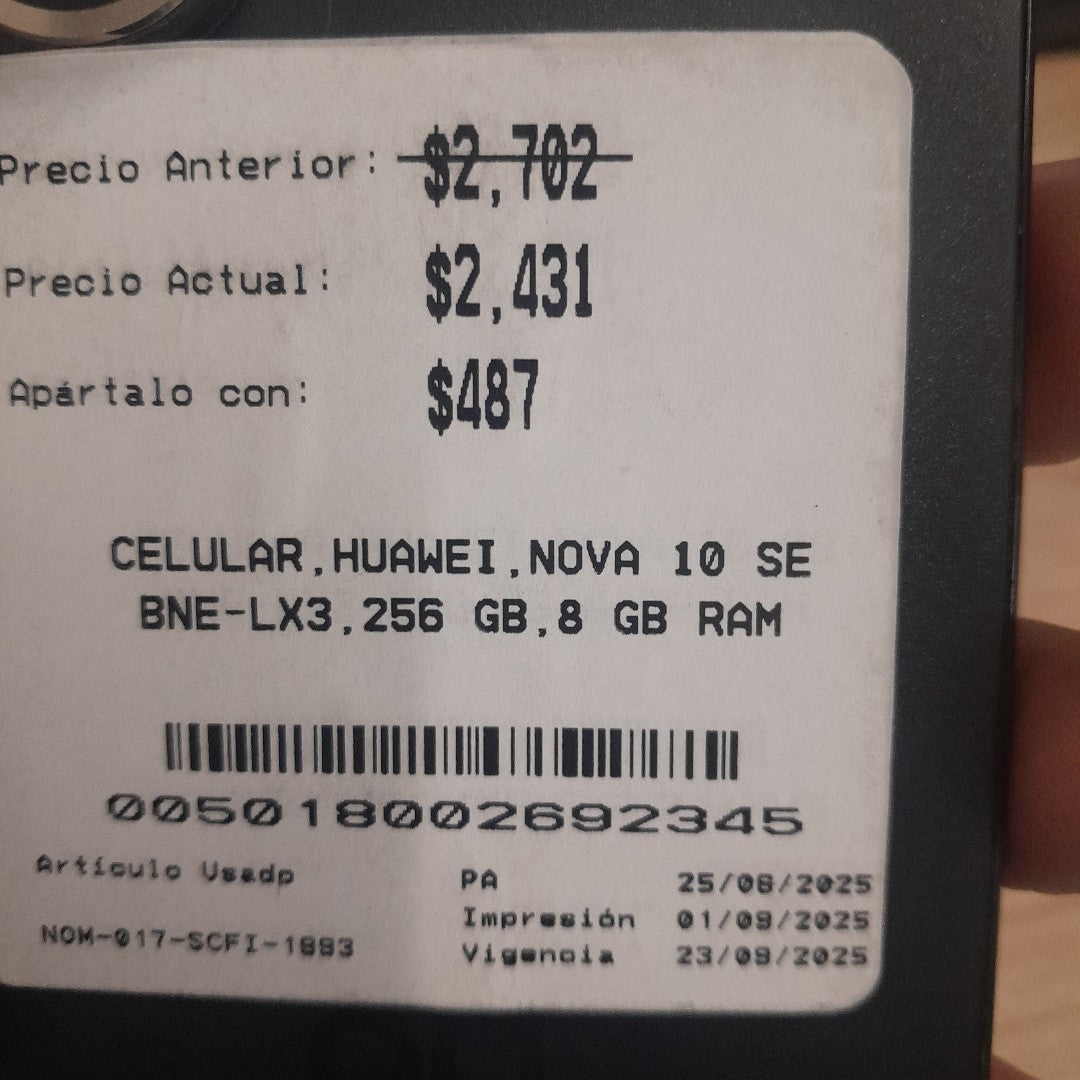 Precio Anterior: $2,702
Precio Actual: $2,431
Apártalo con: $487
CELULAR,HUAWEI,NOVA 10 SE
BNE-LX3,256 GB,8 GB RAM
005018002692345
Artículo Usado
PA 25/08/2025
Impresión 01/09/2025
NOM-017-SCFI-1993
Vigencia 23/09/2025